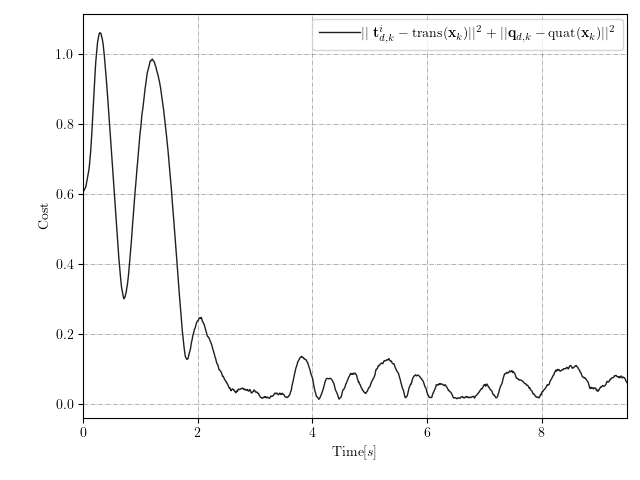 || t^i_{d,k} − trans(x_k)||² + ||q_{d,k} − quat(x_k)||²
1.0
0.8
0.6
0.4
0.2
0.0
Cost
0 2 4 6 8
Time[s]